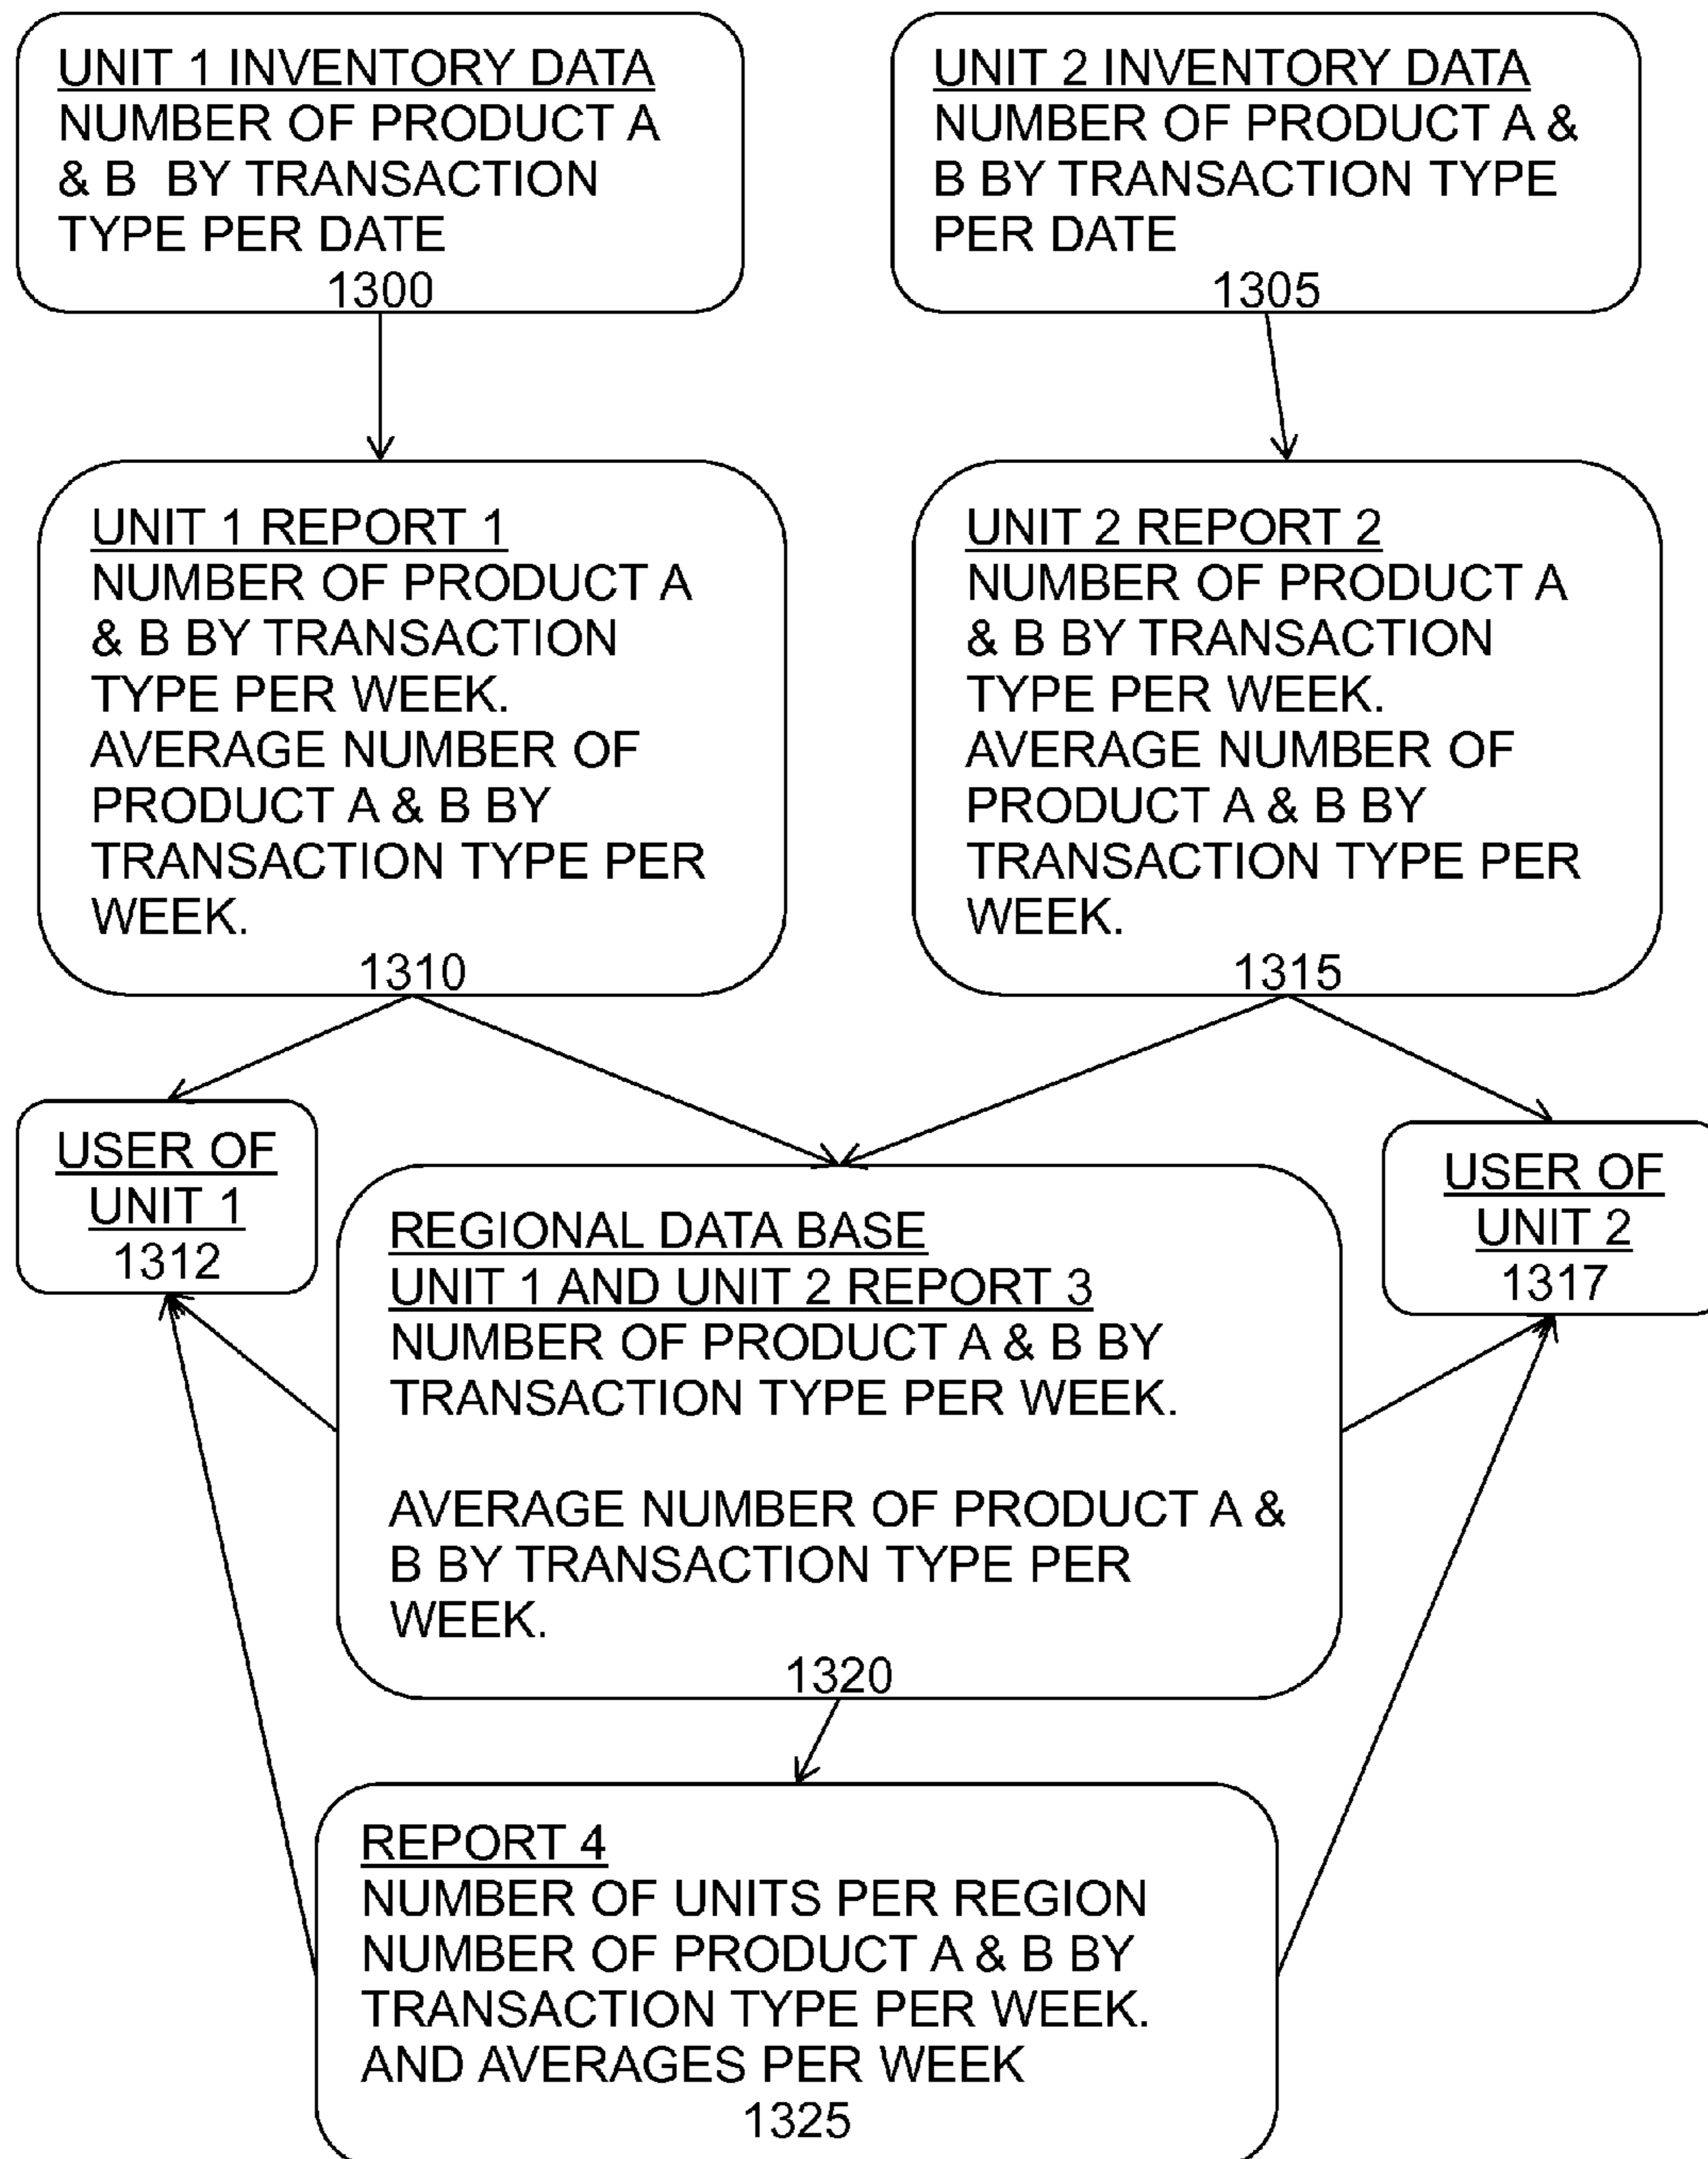 UNIT 1 INVENTORY DATA
NUMBER OF PRODUCT A
& B BY TRANSACTION
TYPE PER DATE
1300
UNIT 2 INVENTORY DATA
NUMBER OF PRODUCT A &
B BY TRANSACTION TYPE
PER DATE
1305
UNIT 1 REPORT 1
NUMBER OF PRODUCT A
& B BY TRANSACTION
TYPE PER WEEK.
AVERAGE NUMBER OF
PRODUCT A & B BY
TRANSACTION TYPE PER
WEEK.
1310
UNIT 2 REPORT 2
NUMBER OF PRODUCT A
& B BY TRANSACTION
TYPE PER WEEK.
AVERAGE NUMBER OF
PRODUCT A & B BY
TRANSACTION TYPE PER
WEEK.
1315
USER OF
UNIT 1
1312
USER OF
UNIT 2
1317
REGIONAL DATA BASE
UNIT 1 AND UNIT 2 REPORT 3
NUMBER OF PRODUCT A & B BY
TRANSACTION TYPE PER WEEK.
AVERAGE NUMBER OF PRODUCT A &
B BY TRANSACTION TYPE PER
WEEK.
1320
REPORT 4
NUMBER OF UNITS PER REGION
NUMBER OF PRODUCT A & B BY
TRANSACTION TYPE PER WEEK.
AND AVERAGES PER WEEK
1325